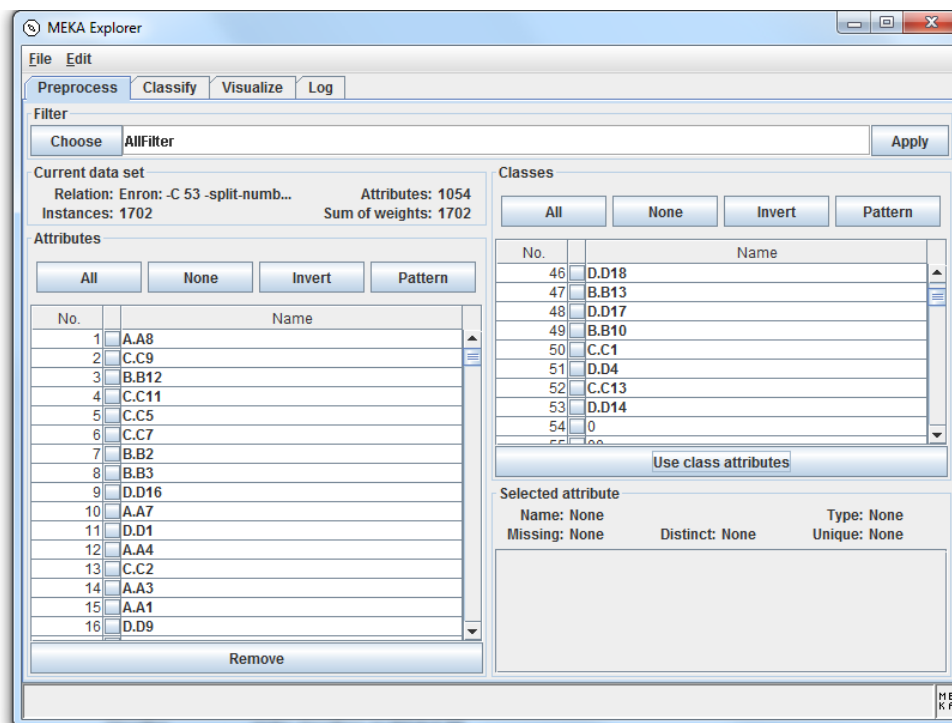 MEKA Explorer
File Edit
Preprocess Classify Visualize Log
Filter
Choose AllFilter Apply
Current data set
Relation: Enron: -C 53 -split-numb... Attributes: 1054
Instances: 1702 Sum of weights: 1702
Attributes
All None Invert Pattern
No. Name
1 A.A8
2 C.C9
3 B.B12
4 C.C11
5 C.C5
6 C.C7
7 B.B2
8 B.B3
9 D.D16
10 A.A7
11 D.D1
12 A.A4
13 C.C2
14 A.A3
15 A.A1
16 D.D9
Remove
Classes
All None Invert Pattern
No. Name
46 D.D18
47 B.B13
48 D.D17
49 B.B10
50 C.C1
51 D.D4
52 C.C13
53 D.D14
54 0
Use class attributes
Selected attribute
Name: None Type: None
Missing: None Distinct: None Unique: None